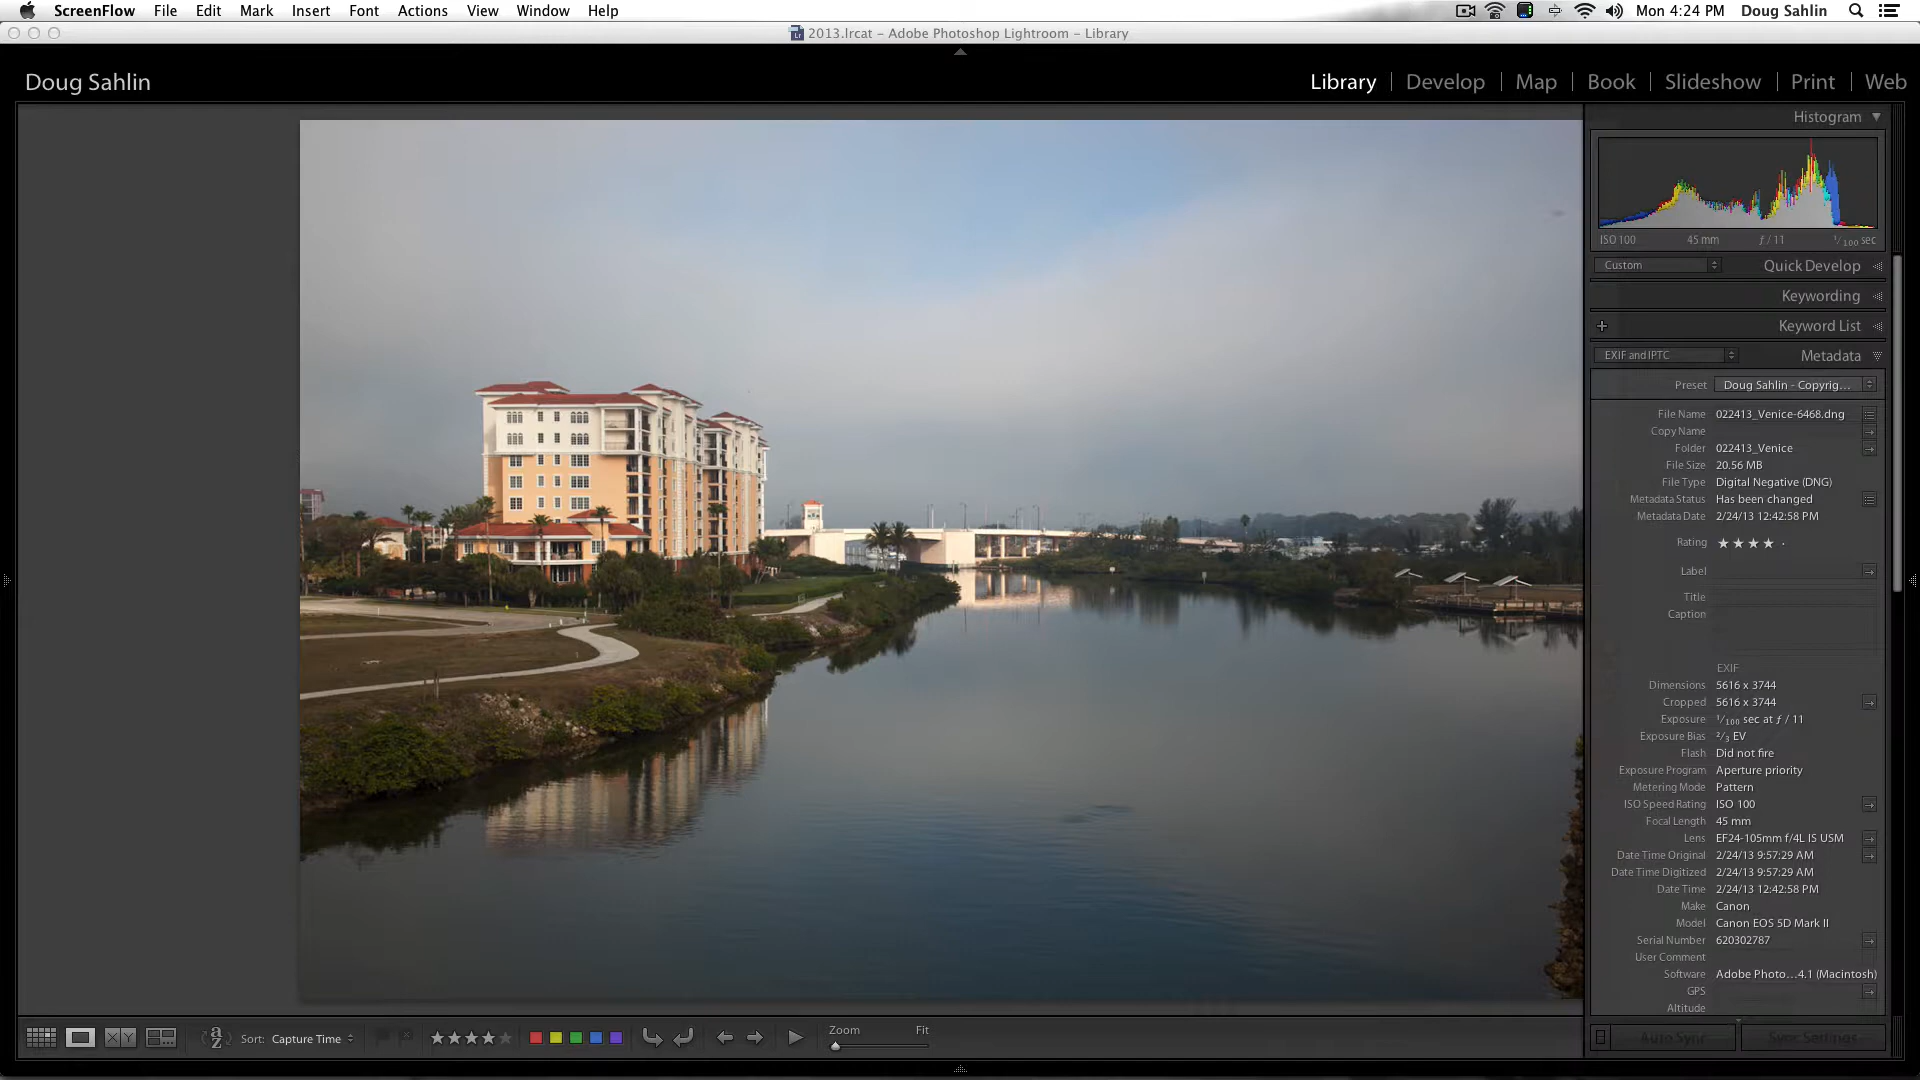 ScreenFlow File Edit Mark Insert Font Actions View Window Help Mon 4:24 PM Doug Sahlin
2013.lrcat – Adobe Photoshop Lightroom – Library
Doug Sahlin Library | Develop | Map | Book | Slideshow | Print | Web
Histogram
ISO 100 45 mm ƒ / 11 1/100 sec
Custom Quick Develop
Keywording
+ Keyword List
EXIF and IPTC Metadata
Preset Doug Sahlin - Copyrig...
File Name 022413_Venice-6468.dng
Copy Name
Folder 022413_Venice
File Size 20.56 MB
File Type Digital Negative (DNG)
Metadata Status Has been changed
Metadata Date 2/24/13 12:42:58 PM
Rating ★★★★ ·
Label
Title
Caption
EXIF
Dimensions 5616 x 3744
Cropped 5616 x 3744
Exposure 1/100 sec at ƒ / 11
Exposure Bias 2/3 EV
Flash Did not fire
Exposure Program Aperture priority
Metering Mode Pattern
ISO Speed Rating ISO 100
Focal Length 45 mm
Lens EF24-105mm f/4L IS USM
Date Time Original 2/24/13 9:57:29 AM
Date Time Digitized 2/24/13 9:57:29 AM
Date Time 2/24/13 12:42:58 PM
Make Canon
Model Canon EOS 5D Mark II
Serial Number 620302787
User Comment
Software Adobe Photo...4.1 (Macintosh)
GPS
Altitude
XY a z Sort: Capture Time Zoom Fit Auto Sync Sync Settings